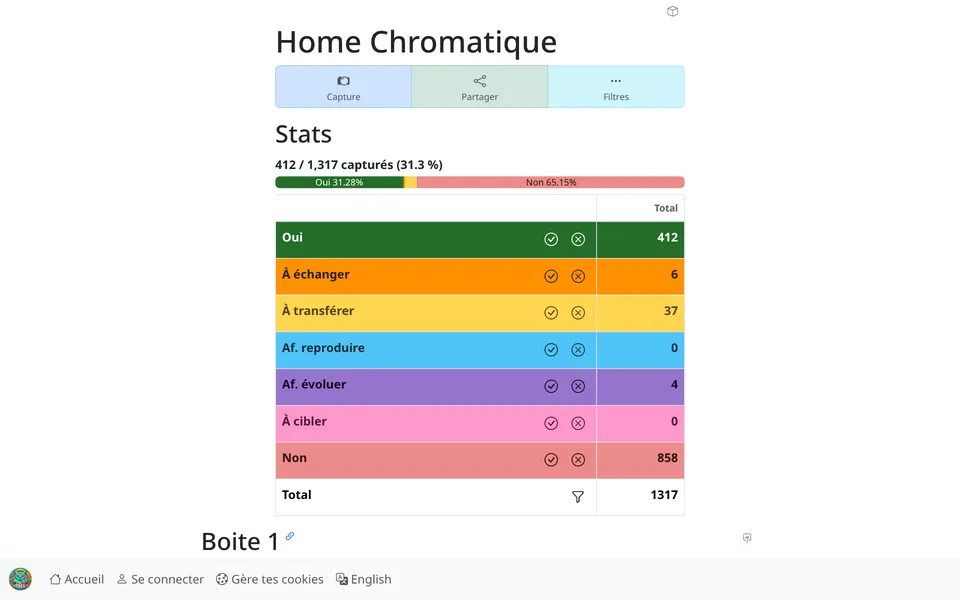 Home Chromatique
Capture
Partager
Filtres
Stats
412 / 1,317 capturés (31.3 %)
Oui 31.28%
Non 65.15%
Total
Oui 412
À échanger 6
À transférer 37
Af. reproduire 0
Af. évoluer 4
À cibler 0
Non 858
Total 1317
Boite 1
Accueil Se connecter Gère tes cookies English